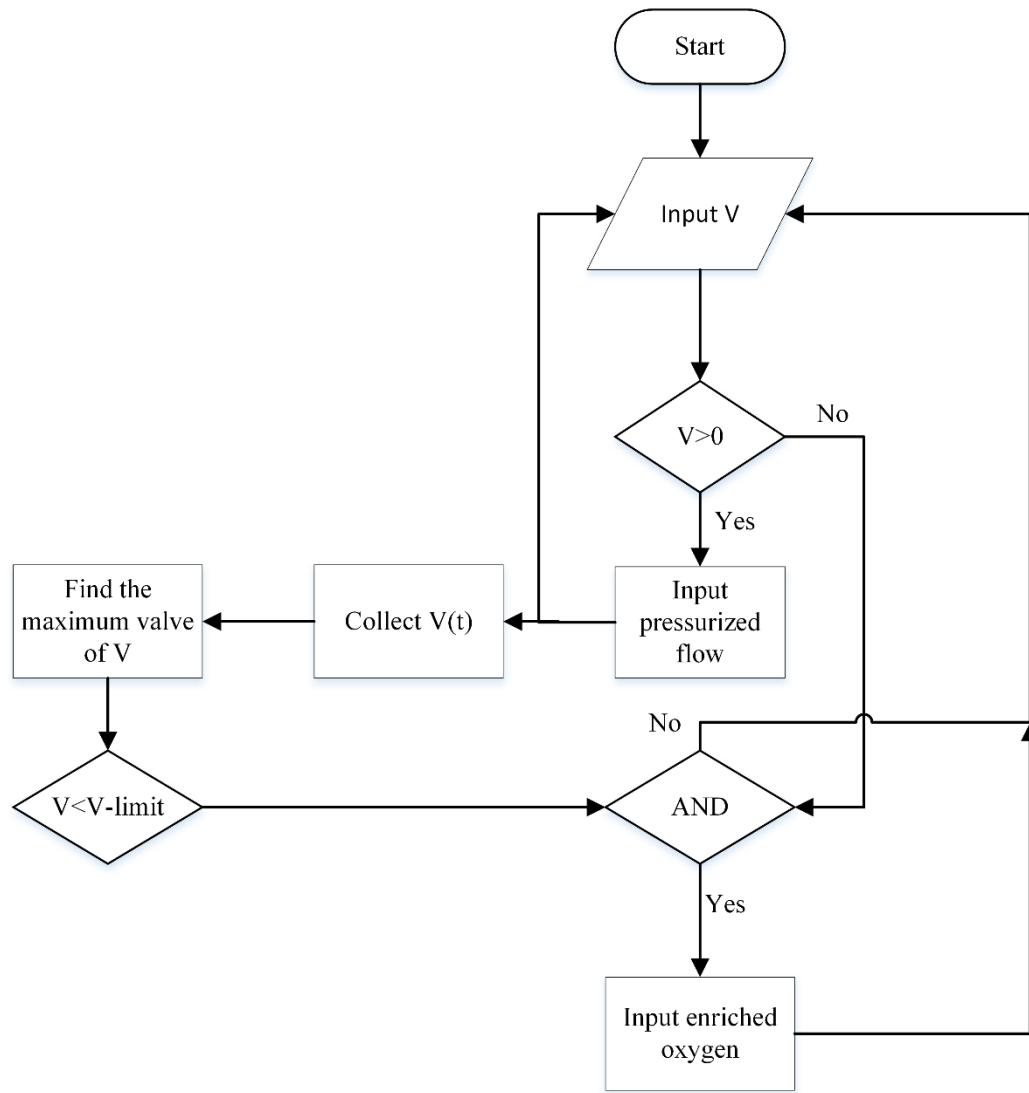 Start
Input V
V>0
No
Yes
Input
pressurized
flow
Collect V(t)
Find the
maximum valve
of V
V<V-limit
No
AND
Yes
Input enriched
oxygen